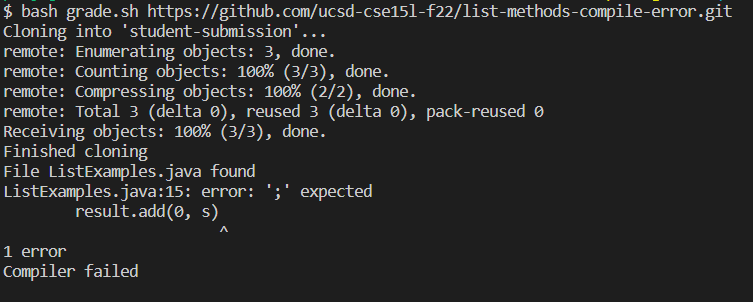 $ bash grade.sh https://github.com/ucsd-cse15l-f22/list-methods-compile-error.git
Cloning into 'student-submission'...
remote: Enumerating objects: 3, done.
remote: Counting objects: 100% (3/3), done.
remote: Compressing objects: 100% (2/2), done.
remote: Total 3 (delta 0), reused 3 (delta 0), pack-reused 0
Receiving objects: 100% (3/3), done.
Finished cloning
File ListExamples.java found
ListExamples.java:15: error: ';' expected
        result.add(0, s)
                        ^
1 error
Compiler failed